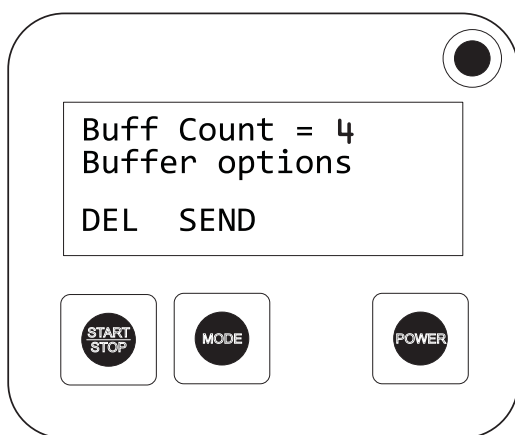 Buff Count = 4
Buffer options
DEL SEND
START
STOP
MODE
POWER